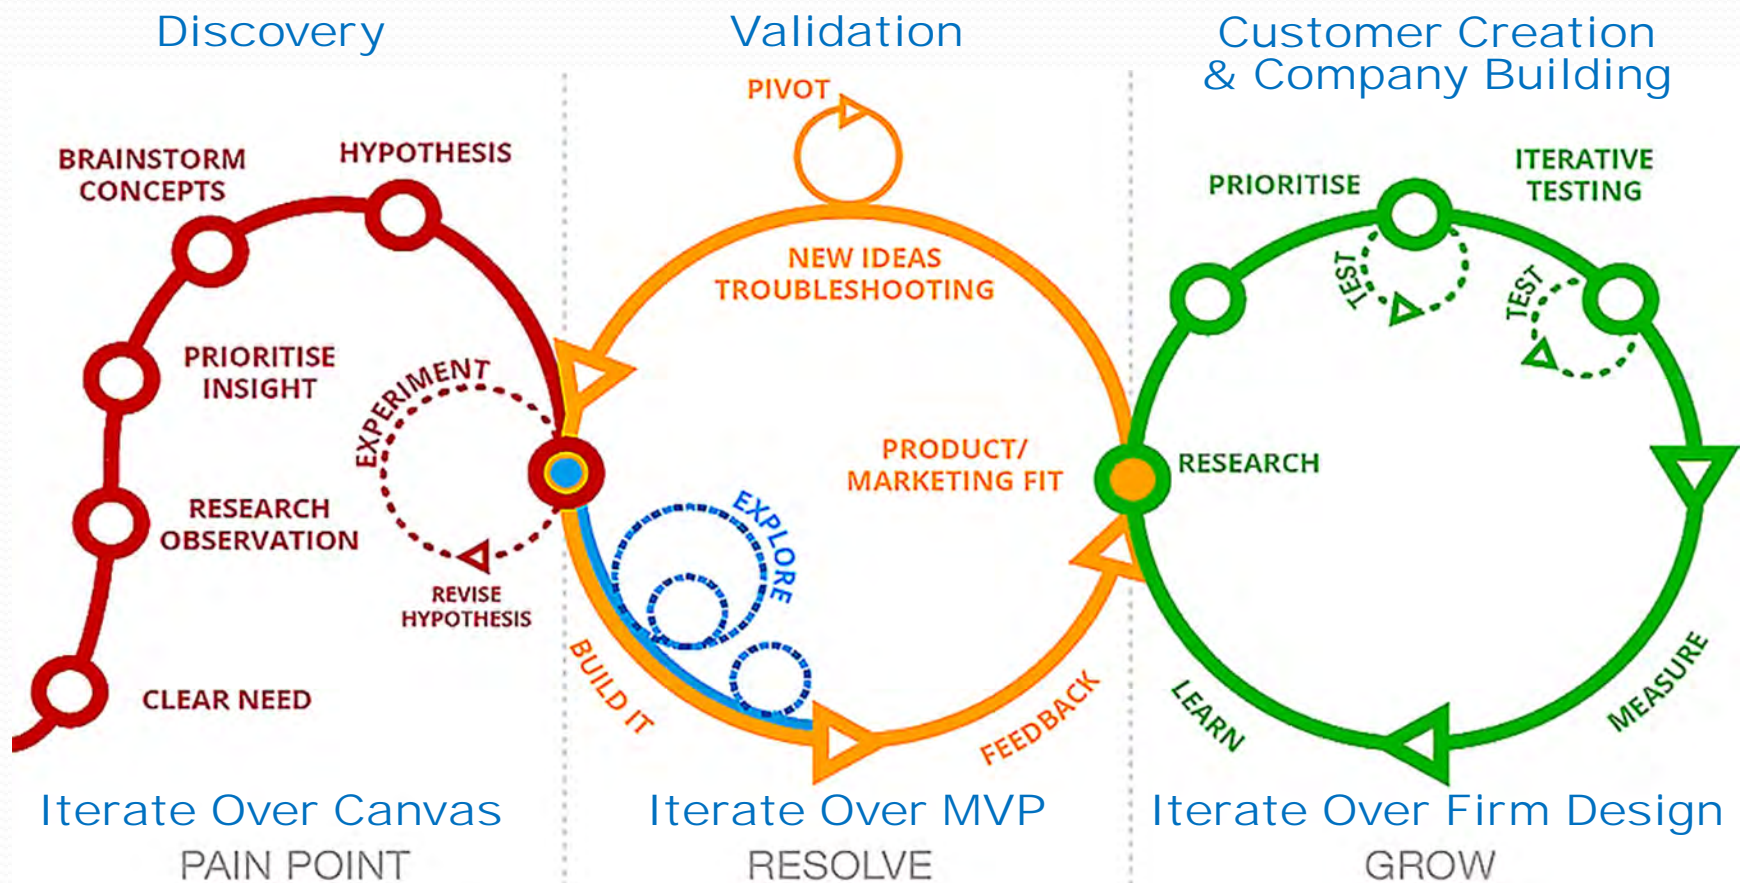 Discovery
Validation
Customer Creation
& Company Building
BRAINSTORM
CONCEPTS
HYPOTHESIS
PRIORITISE
INSIGHT
EXPERIMENT
RESEARCH
OBSERVATION
REVISE
HYPOTHESIS
CLEAR NEED
PIVOT
NEW IDEAS
TROUBLESHOOTING
PRODUCT/
MARKETING FIT
EXPLORE
BUILD IT
FEEDBACK
PRIORITISE
ITERATIVE
TESTING
TEST
TEST
RESEARCH
LEARN
MEASURE
Iterate Over Canvas
Iterate Over MVP
Iterate Over Firm Design
PAIN POINT
RESOLVE
GROW